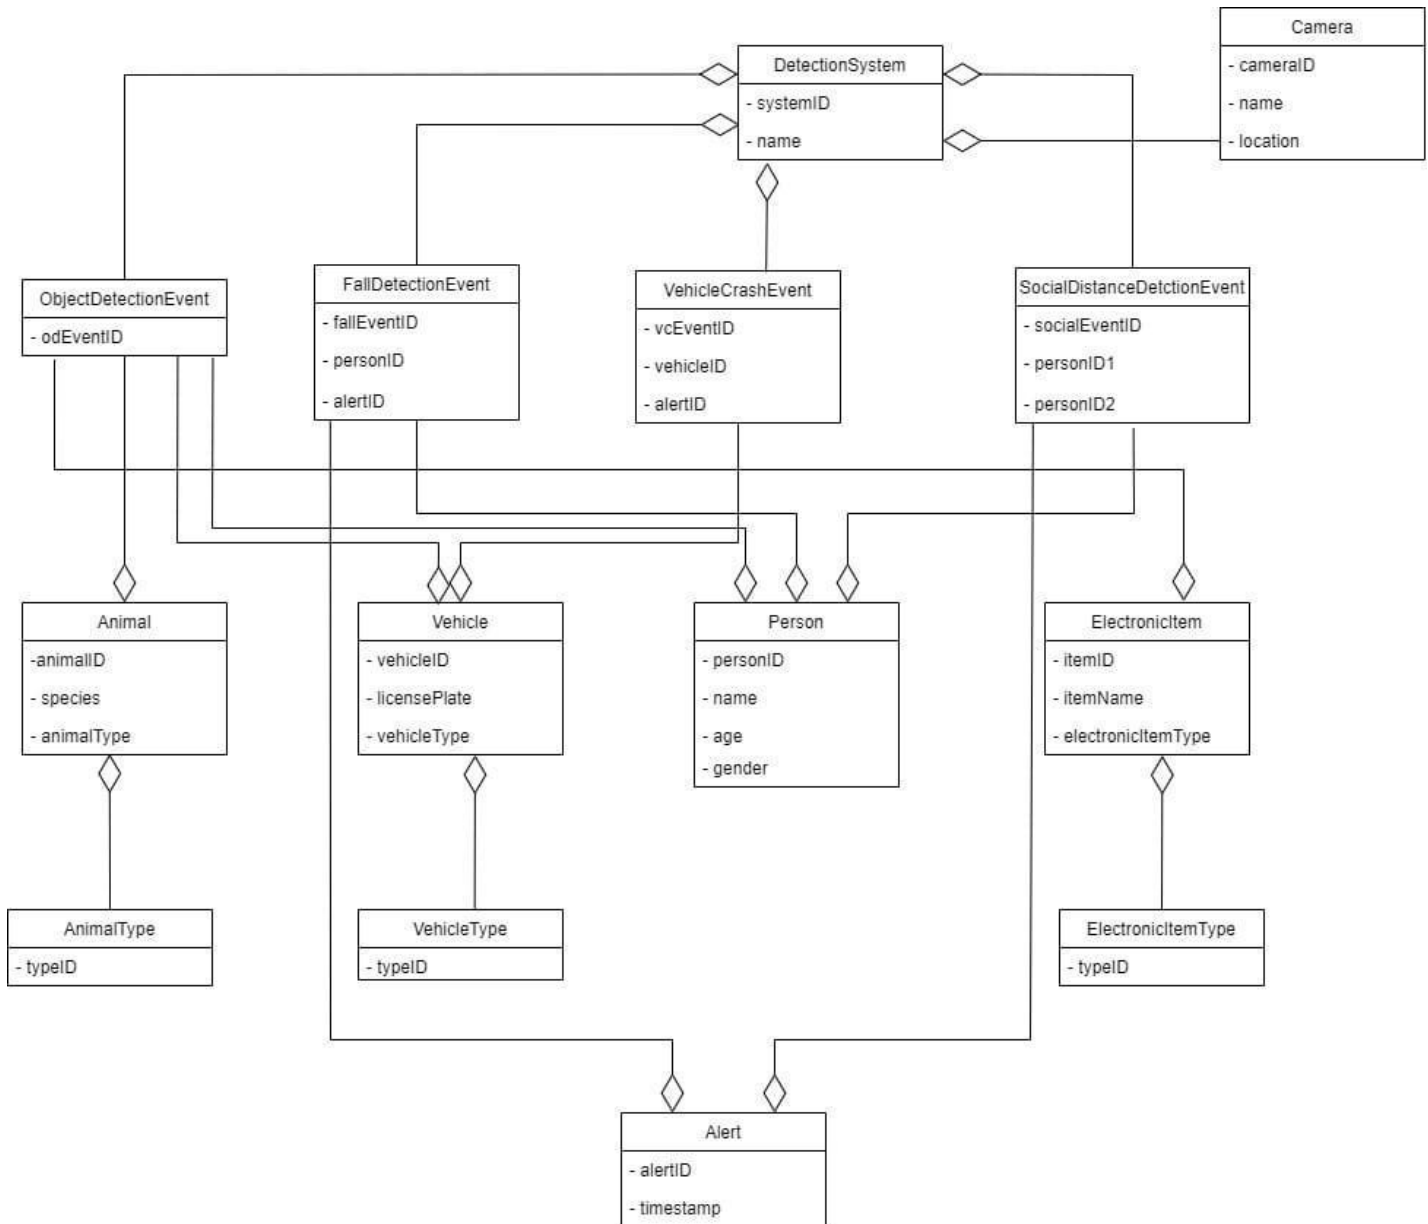 Camera
- cameraID
- name
- location
DetectionSystem
- systemID
- name
ObjectDetectionEvent
- odEventID
FallDetectionEvent
- fallEventID
- personID
- alertID
VehicleCrashEvent
- vcEventID
- vehicleID
- alertID
SocialDistanceDetctionEvent
- socialEventID
- personID1
- personID2
Animal
-animalID
- species
- animalType
Vehicle
- vehicleID
- licensePlate
- vehicleType
Person
- personID
- name
- age
- gender
ElectronicItem
- itemID
- itemName
- electronicItemType
AnimalType
- typeID
VehicleType
- typeID
ElectronicItemType
- typeID
Alert
- alertID
- timestamp